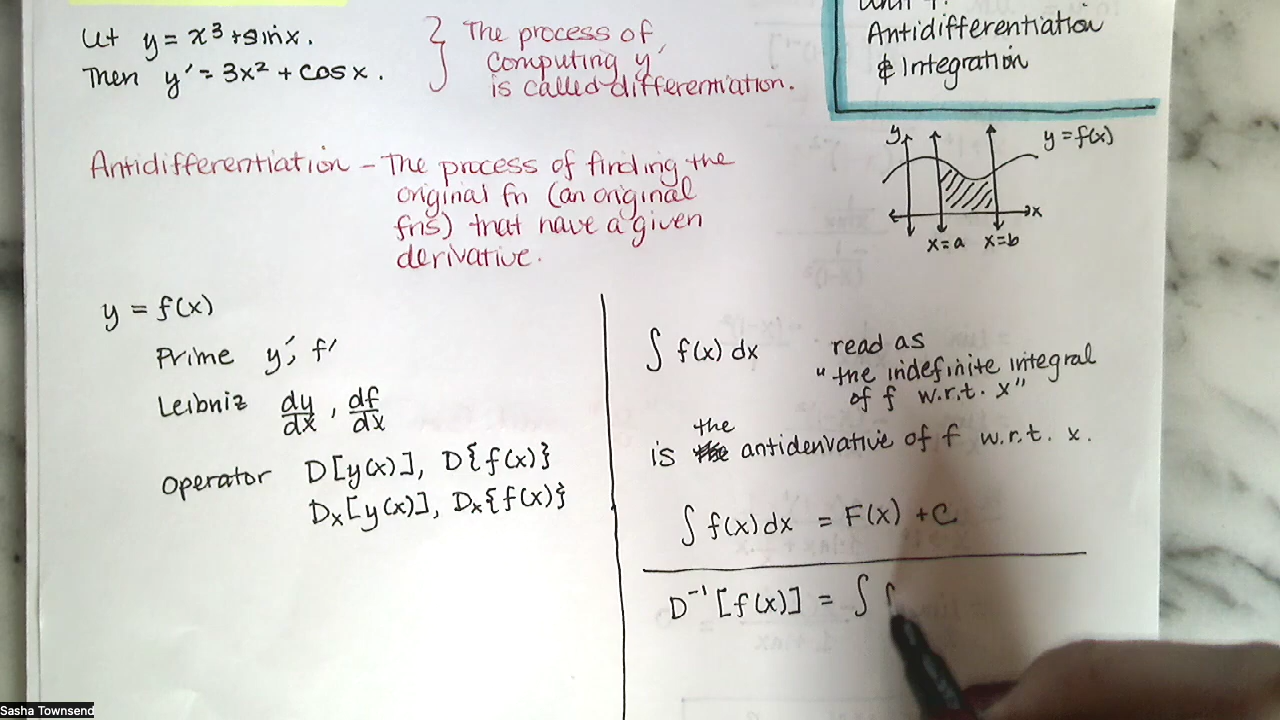 Let y = x³ + sinx.
Then y' = 3x² + cos x.
} The process of
computing y'
is called differentiation.
Antidifferentiation
& Integration
Antidifferentiation – The process of finding the
original fn (an original
fns) that have a given
derivative.
y
y = f(x)
x
x=a x=b
y = f(x)
Prime y', f'
Leibniz dy/dx , df/dx
operator D[y(x)], D{f(x)}
Dₓ[y(x)], Dₓ{f(x)}
∫ f(x) dx read as
"the indefinite integral
of f w.r.t. x"
the
is antiderivative of f w.r.t. x.
∫ f(x) dx = F(x) + C
D⁻¹ [f(x)] = ∫ f
Sasha Townsend